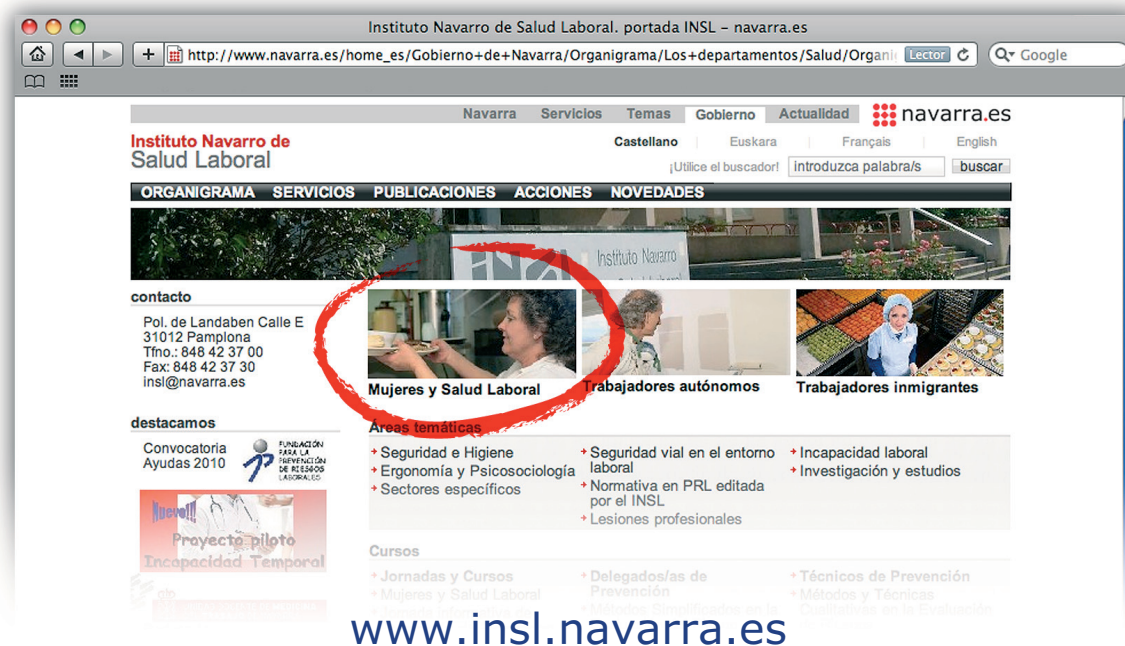 Instituto Navarro de Salud Laboral. portada INSL – navarra.es
http://www.navarra.es/home_es/Gobierno+de+Navarra/Organigrama/Los+departamentos/Salud/Organi
Lector
Google
Navarra Servicios Temas Gobierno Actualidad navarra.es
Instituto Navarro de
Salud Laboral
Castellano Euskara Français English
¡Utilice el buscador! introduzca palabra/s buscar
ORGANIGRAMA SERVICIOS PUBLICACIONES ACCIONES NOVEDADES
Instituto Navarro
contacto
Pol. de Landaben Calle E
31012 Pamplona
Tfno.: 848 42 37 00
Fax: 848 42 37 30
insl@navarra.es
Mujeres y Salud Laboral
Trabajadores autónomos
Trabajadores inmigrantes
destacamos
Convocatoria
Ayudas 2010
FUNDACIÓN
PARA LA
PREVENCIÓN
DE RIESGOS
LABORALES
Nuevo!!!
Proyecto piloto
Incapacidad Temporal
Áreas temáticas
Seguridad e Higiene
Ergonomía y Psicosociología
Sectores específicos
Seguridad vial en el entorno
laboral
Normativa en PRL editada
por el INSL
Lesiones profesionales
Incapacidad laboral
Investigación y estudios
Cursos
Jornadas y Cursos
Mujeres y Salud Laboral
Delegados/as de
Prevención
Métodos Simplificados en la
Técnicos de Prevención
Métodos y Técnicas
Cualitativas en la Evaluación
www.insl.navarra.es